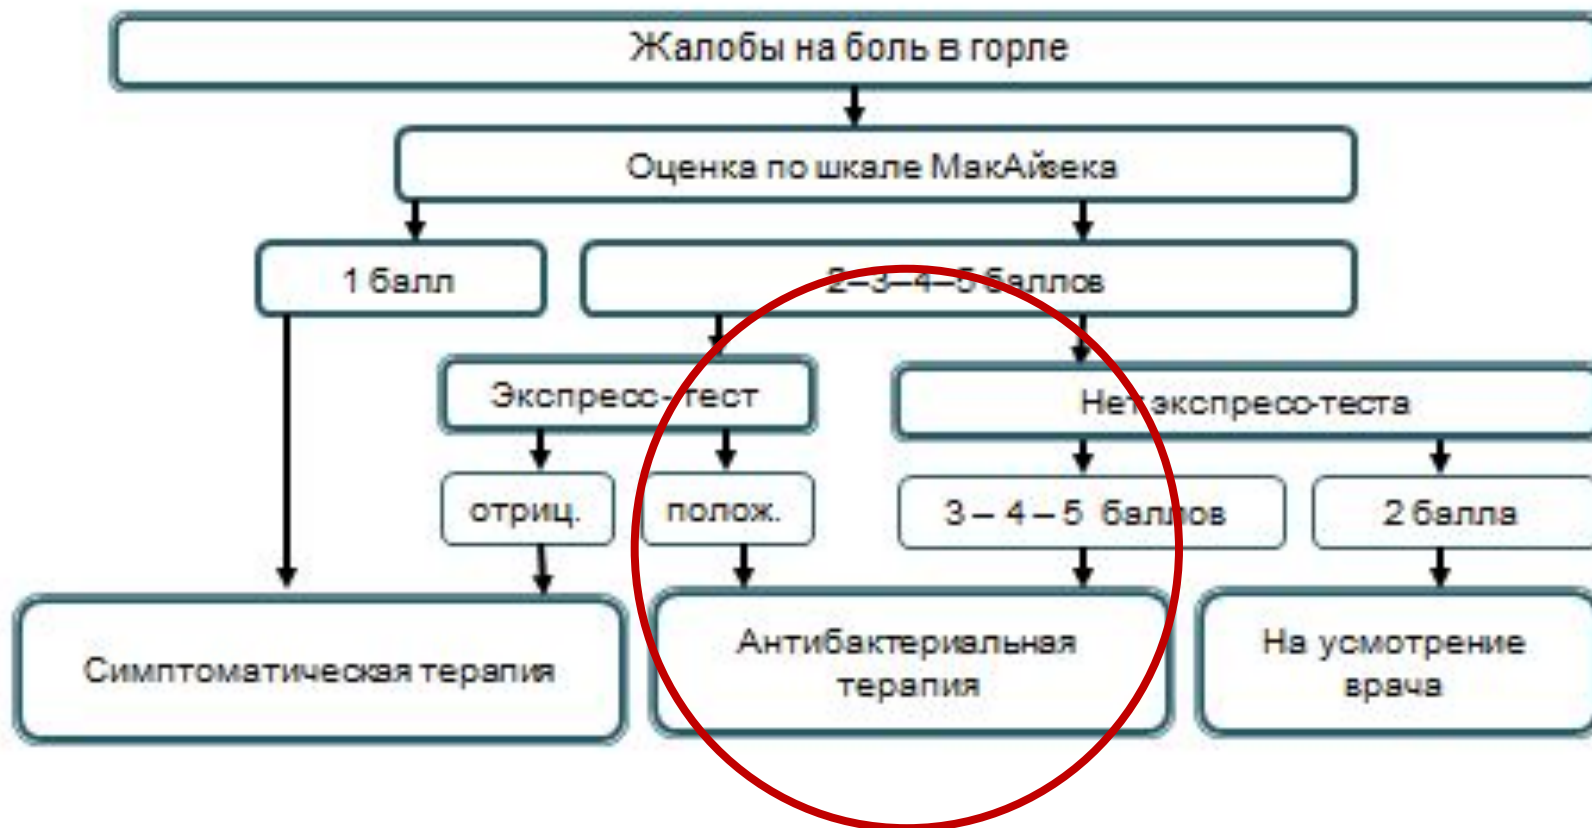 Жалобы на боль в горле
Оценка по шкале МакАйзека
1 балл
2–3–4–5 баллов
Экспресс-тест
Нет экспресс-теста
отриц.
полож.
3 – 4 – 5 баллов
2 балла
Симптоматическая терапия
Антибактериальная
терапия
На усмотрение
врача